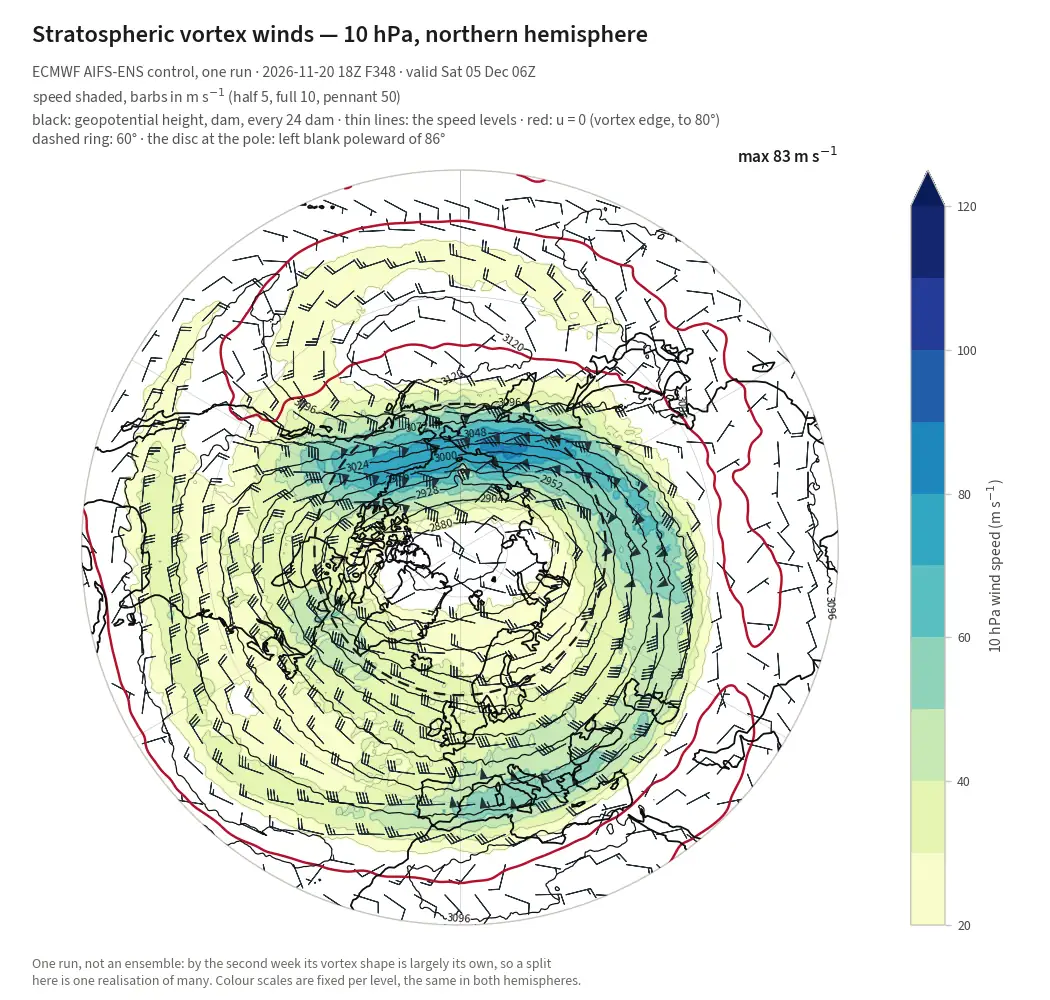 Stratospheric vortex winds — 10 hPa, northern hemisphere
ECMWF AIFS-ENS control, one run · 2026-11-20 18Z F348 · valid Sat 05 Dec 06Z
speed shaded, barbs in m s⁻¹ (half 5, full 10, pennant 50)
black: geopotential height, dam, every 24 dam · thin lines: the speed levels · red: u = 0 (vortex edge, to 80°)
dashed ring: 60° · the disc at the pole: left blank poleward of 86°
max 83 m s⁻¹
120
100
80
60
40
20
10 hPa wind speed (m s⁻¹)
3120
3120
3096
3096
3048
3024
3000
2952
2928
2904
2880
3096
3096
One run, not an ensemble: by the second week its vortex shape is largely its own, so a split
here is one realisation of many. Colour scales are fixed per level, the same in both hemispheres.